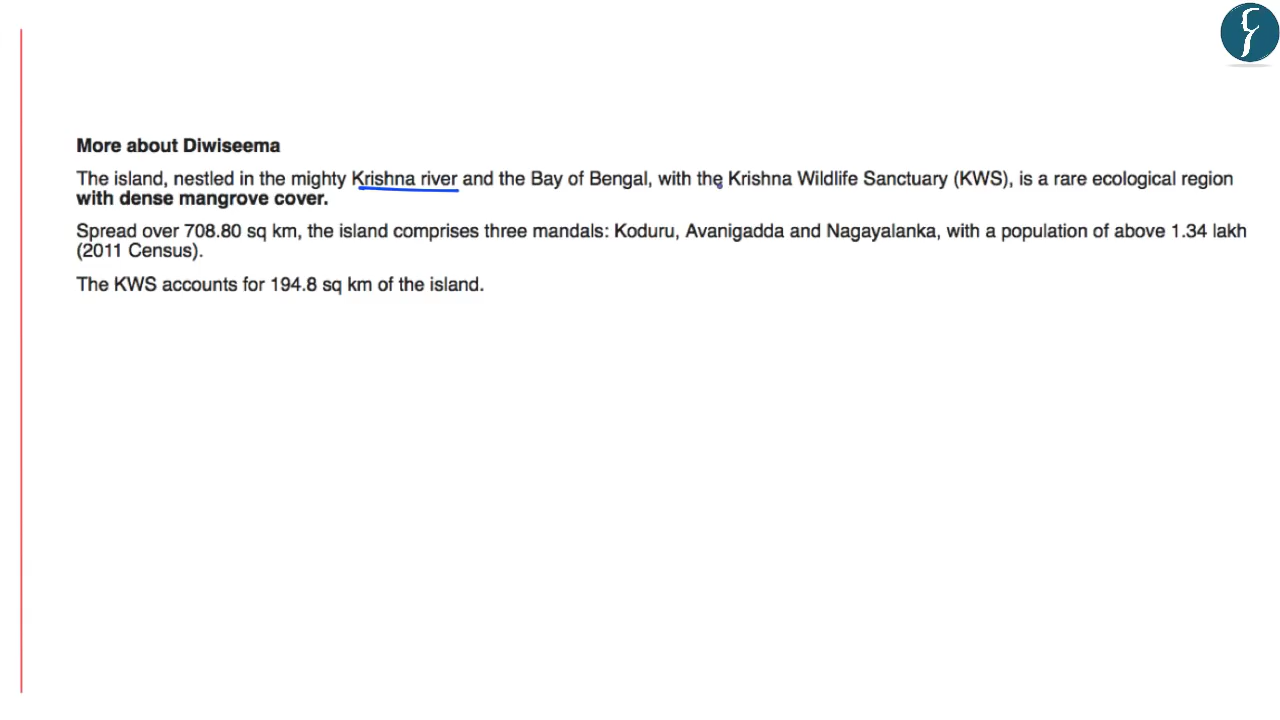 More about Diwiseema
The island, nestled in the mighty Krishna river and the Bay of Bengal, with the Krishna Wildlife Sanctuary (KWS), is a rare ecological region
with dense mangrove cover.
Spread over 708.80 sq km, the island comprises three mandals: Koduru, Avanigadda and Nagayalanka, with a population of above 1.34 lakh
(2011 Census).
The KWS accounts for 194.8 sq km of the island.